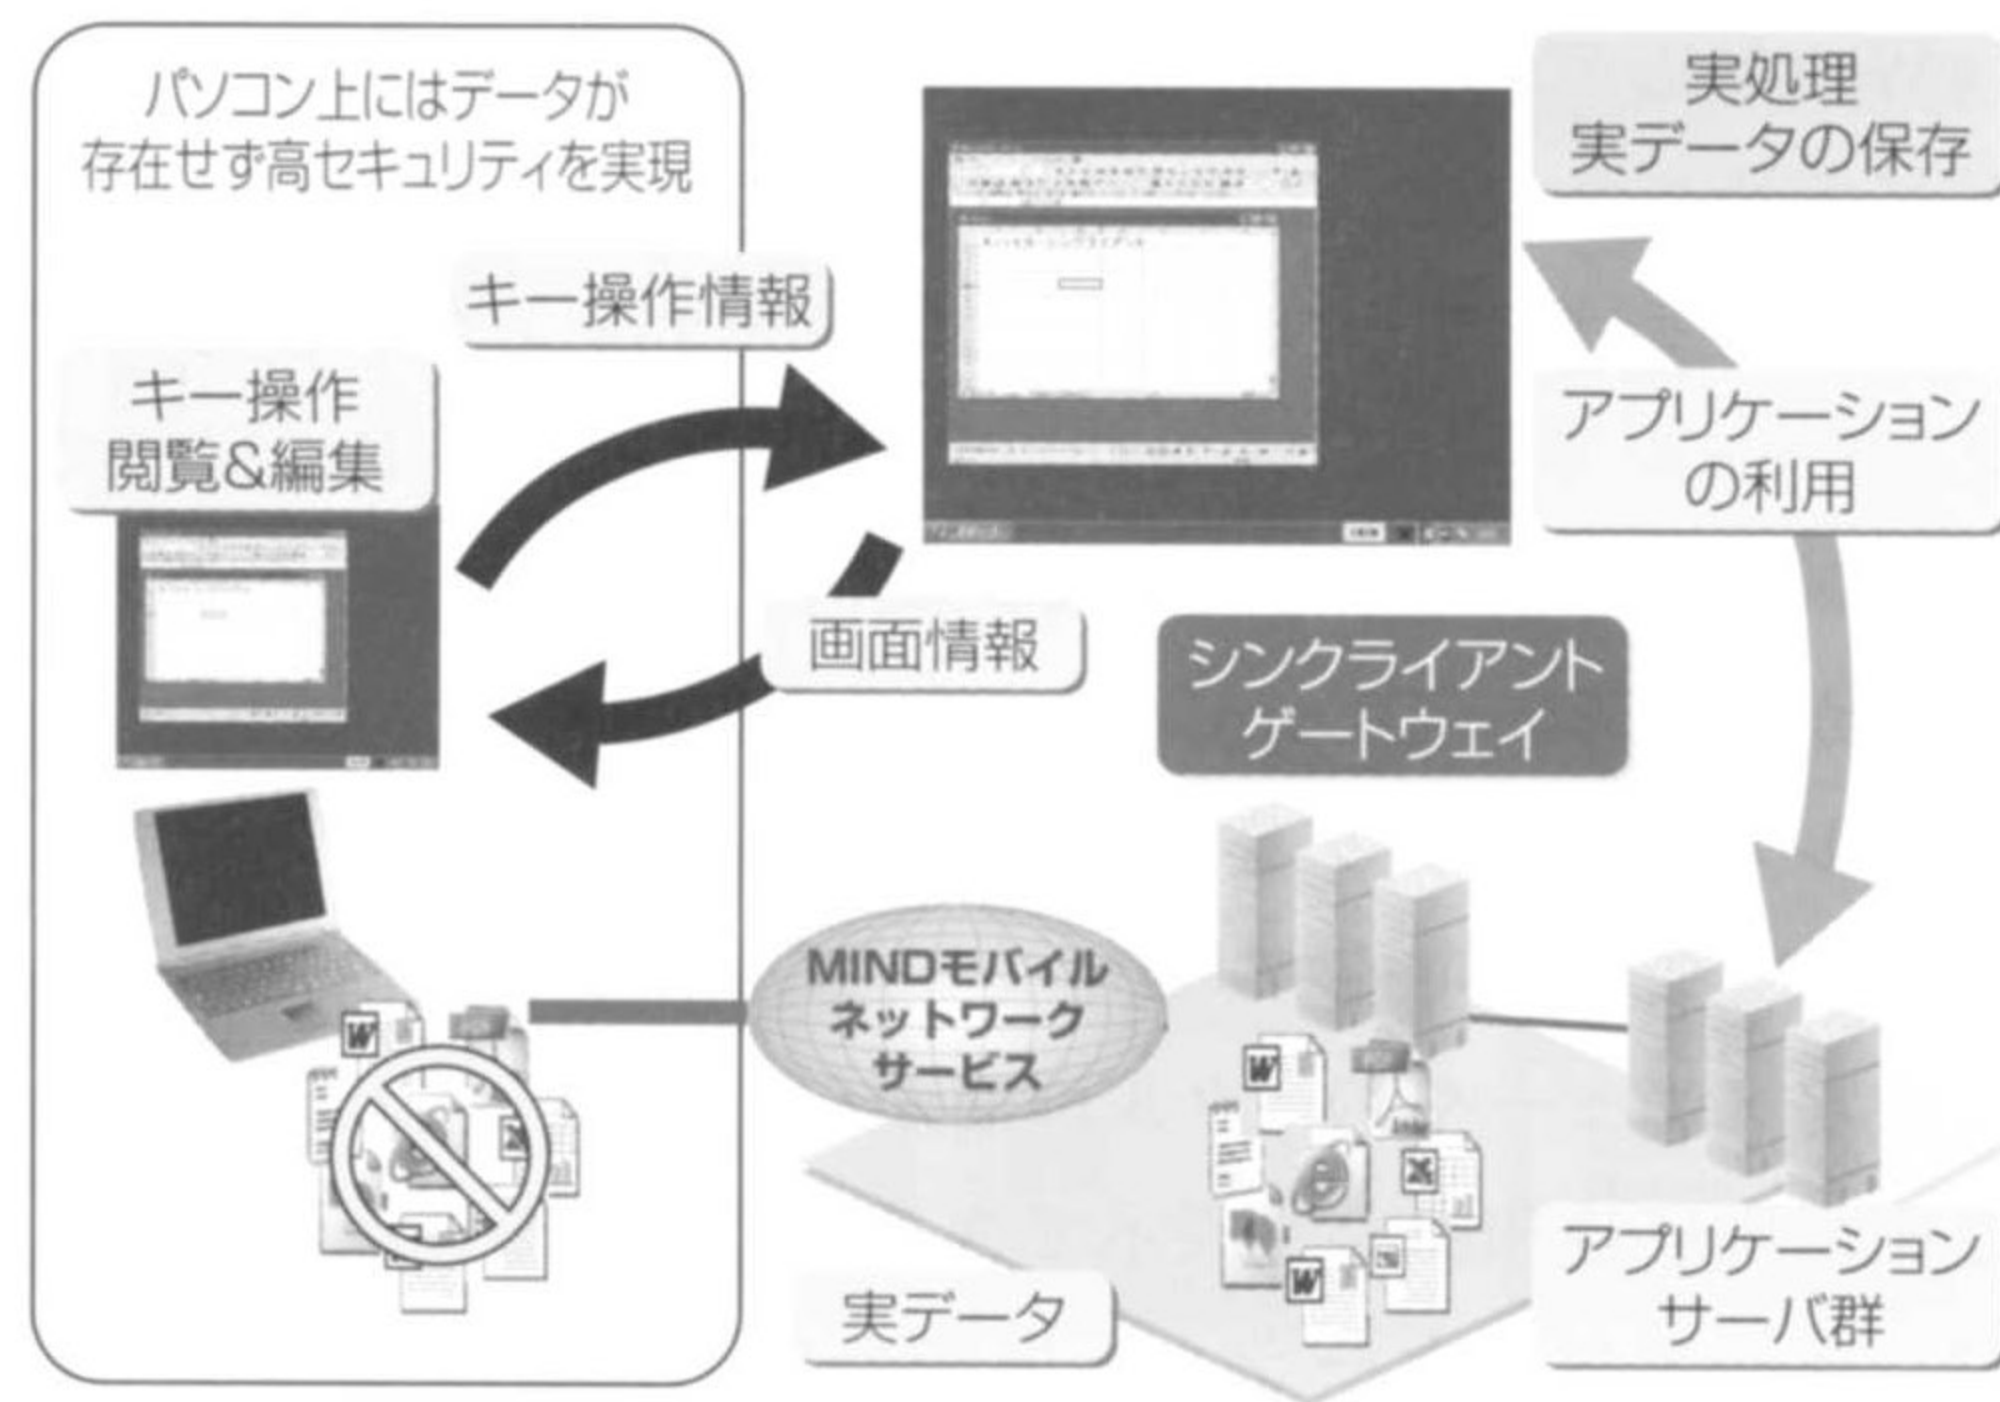 パソコン上にはデータが
存在せず高セキュリティを実現
実処理
実データの保存
キー操作情報
キー操作
閲覧&編集
アプリケーション
の利用
画面情報
シンクライアント
ゲートウェイ
MINDモバイル
ネットワーク
サービス
実データ
アプリケーション
サーバ群